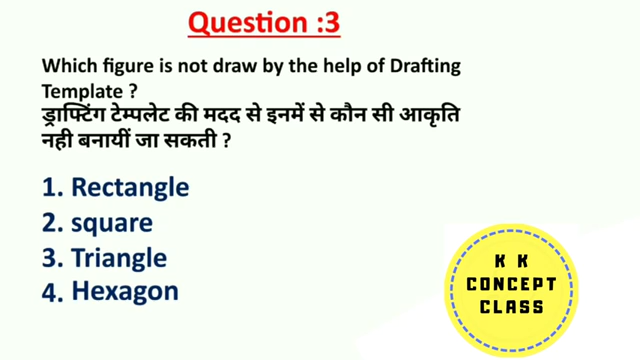 Question :3
Which figure is not draw by the help of Drafting
Template ?
ड्राफ्टिंग टेम्पलेट की मदद से इनमें से कौन सी आकृति
नही बनायीं जा सकती ?
1. Rectangle
2. square
3. Triangle
4. Hexagon
K K
CONCEPT
CLASS